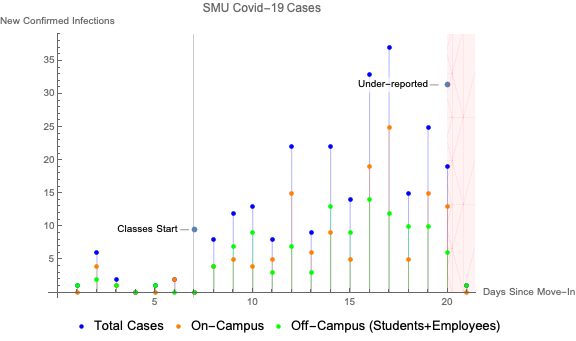 SMU Covid-19 Cases
New Confirmed Infections
35
30
Under-reported
25
20
15
10
Classes Start
5
5 10 15 20 Days Since Move-In
Total Cases On-Campus Off-Campus (Students+Employees)